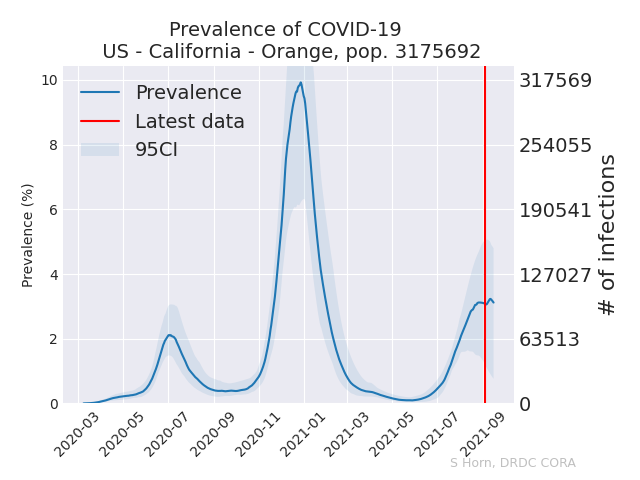 Prevalence of COVID-19
US - California - Orange, pop. 3175692
Prevalence
Latest data
95CI
Prevalence (%)
10
8
6
4
2
0
317569
254055
190541
127027
63513
0
# of infections
2020-03
2020-05
2020-07
2020-09
2020-11
2021-01
2021-03
2021-05
2021-07
2021-09
S Horn, DRDC CORA